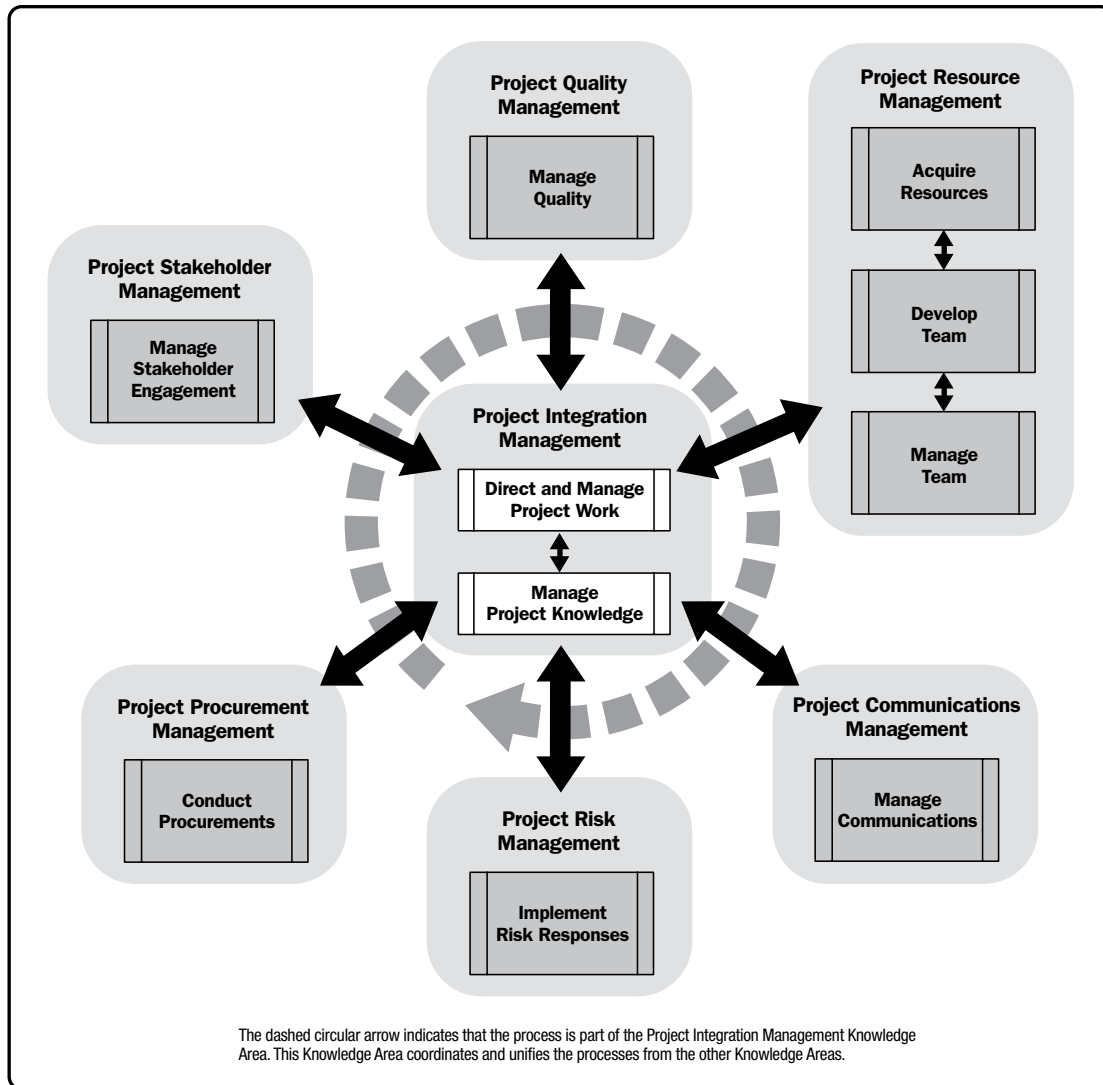 Project Quality
Management
Manage
Quality
Project Resource
Management
Acquire
Resources
Develop
Team
Manage
Team
Project Stakeholder
Management
Manage
Stakeholder
Engagement
Project Integration
Management
Direct and Manage
Project Work
Manage
Project Knowledge
Project Procurement
Management
Conduct
Procurements
Project Risk
Management
Implement
Risk Responses
Project Communications
Management
Manage
Communications
The dashed circular arrow indicates that the process is part of the Project Integration Management Knowledge
Area. This Knowledge Area coordinates and unifies the processes from the other Knowledge Areas.